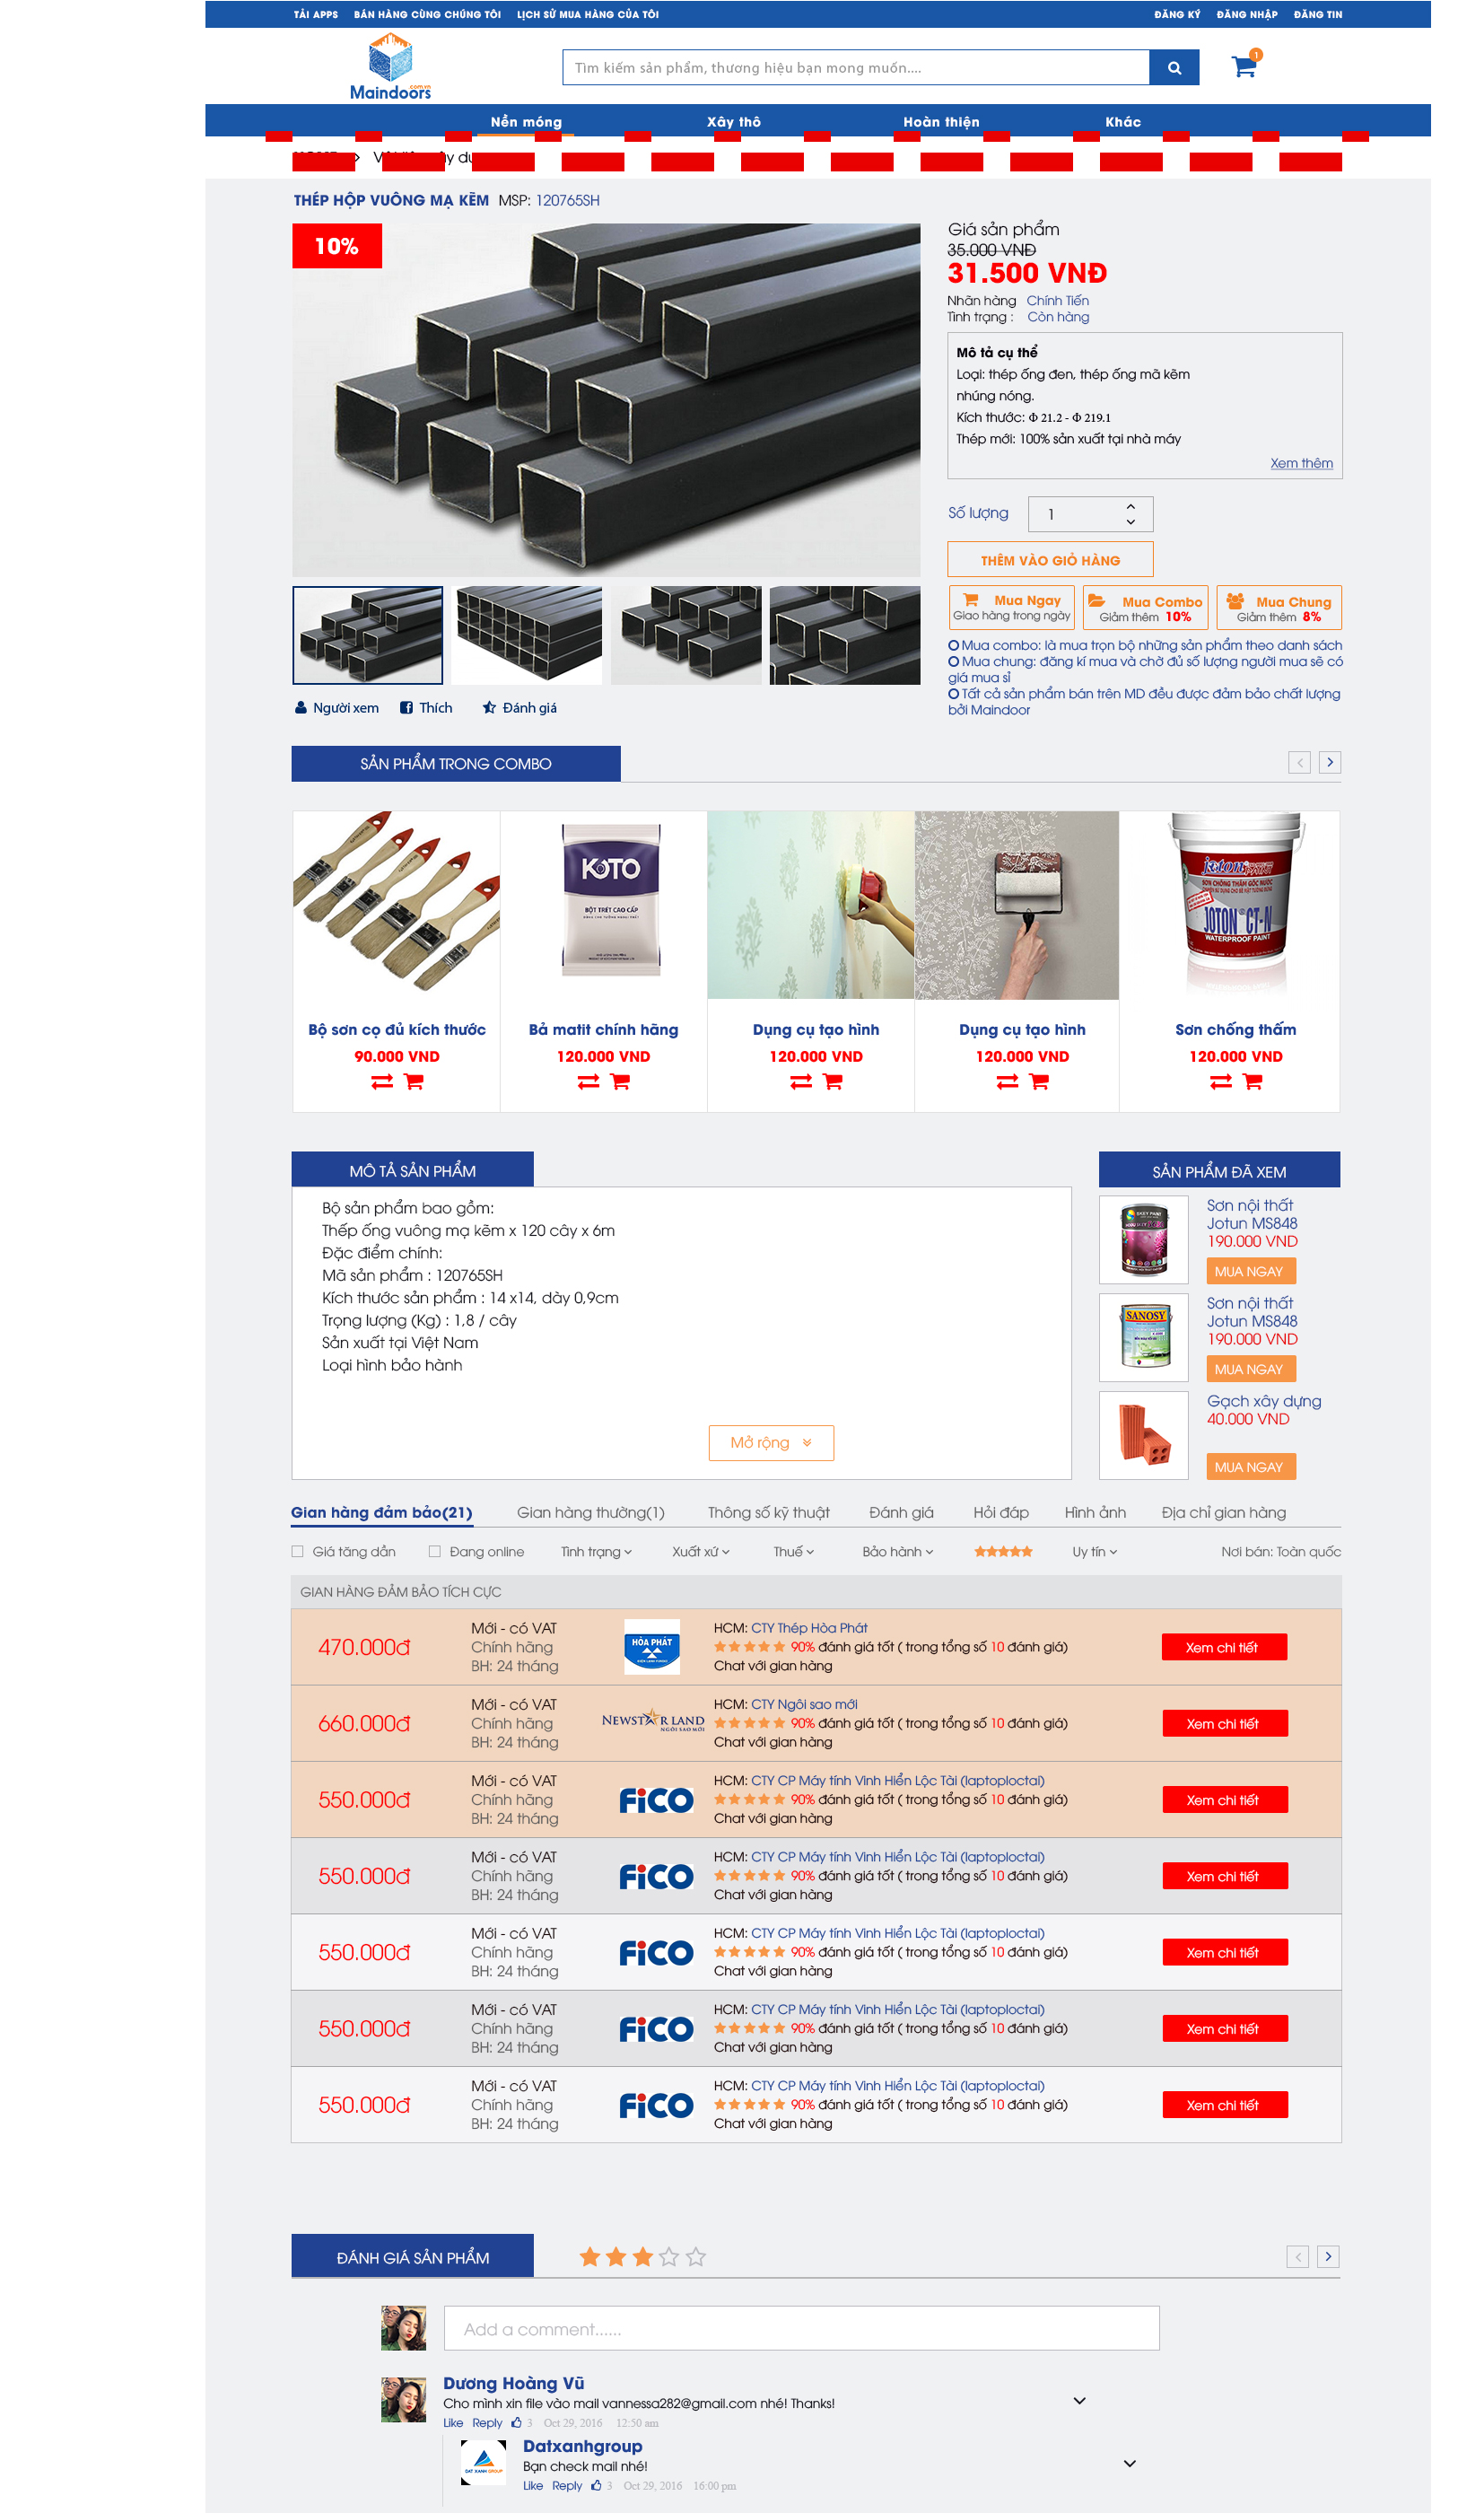 TẢI APPS BÁN HÀNG CÙNG CHÚNG TÔI LỊCH SỬ MUA HÀNG CỦA TÔI ĐĂNG KÝ ĐĂNG NHẬP ĐĂNG TIN
Maindoors
.com.vn
Tìm kiếm sản phẩm, thương hiệu bạn mong muốn....
1
Nền móng Xây thô Hoàn thiện Khác
THÉP HỘP VUÔNG MẠ KẼM MSP: 120765SH
10%
Giá sản phẩm
35.000 VNĐ
31.500 VNĐ
Nhãn hàng Chính Tiến
Tình trạng : Còn hàng
Mô tả cụ thể
Loại: thép ống đen, thép ống mã kẽm
nhúng nóng.
Kích thước: Φ 21.2 - Φ 219.1
Thép mới: 100% sản xuất tại nhà máy
Xem thêm
Số lượng 1
THÊM VÀO GIỎ HÀNG
Mua Ngay
Giao hàng trong ngày
Mua Combo
Giảm thêm 10%
Mua Chung
Giảm thêm 8%
Mua combo: là mua trọn bộ những sản phẩm theo danh sách
Mua chung: đăng kí mua và chờ đủ số lượng người mua sẽ có
giá mua sỉ
Tất cả sản phẩm bán trên MD đều được đảm bảo chất lượng
bởi Maindoor
Người xem Thích Đánh giá
SẢN PHẨM TRONG COMBO
KOTO
BỘT TRÉT CAO CẤP
joton
SƠN CHỐNG THẤM GỐC NƯỚC
JOTON® CT-N
WATERPROOF PAINT
Bộ sơn cọ đủ kích thước
90.000 VND
Bả matit chính hãng
120.000 VND
Dụng cụ tạo hình
120.000 VND
Dụng cụ tạo hình
120.000 VND
Sơn chống thấm
120.000 VND
MÔ TẢ SẢN PHẨM
Bộ sản phẩm bao gồm:
Thếp ống vuông mạ kẽm x 120 cây x 6m
Đặc điểm chính:
Mã sản phẩm : 120765SH
Kích thước sản phẩm : 14 x14, dày 0,9cm
Trọng lượng (Kg) : 1,8 / cây
Sản xuất tại Việt Nam
Loại hình bảo hành
Mở rộng
SẢN PHẨM ĐÃ XEM
Sơn nội thất
Jotun MS848
190.000 VND
MUA NGAY
SANOSY
Sơn nội thất
Jotun MS848
190.000 VND
MUA NGAY
Gạch xây dựng
40.000 VND
MUA NGAY
Gian hàng đảm bảo(21) Gian hàng thường(1) Thông số kỹ thuật Đánh giá Hỏi đáp Hình ảnh Địa chỉ gian hàng
Giá tăng dần Đang online Tình trạng Xuất xứ Thuế Bảo hành Uy tín Nơi bán: Toàn quốc
GIAN HÀNG ĐẢM BẢO TÍCH CỰC
470.000đ
Mới - có VAT
Chính hãng
BH: 24 tháng
HÒA PHÁT
HCM: CTY Thép Hòa Phát
90% đánh giá tốt ( trong tổng số 10 đánh giá)
Chat với gian hàng
Xem chi tiết
660.000đ
Mới - có VAT
Chính hãng
BH: 24 tháng
NEWSTAR LAND
NGÔI SAO MỚI
HCM: CTY Ngôi sao mới
90% đánh giá tốt ( trong tổng số 10 đánh giá)
Chat với gian hàng
Xem chi tiết
550.000đ
Mới - có VAT
Chính hãng
BH: 24 tháng
FiCO
HCM: CTY CP Máy tính Vinh Hiển Lộc Tài (laptoploctai)
90% đánh giá tốt ( trong tổng số 10 đánh giá)
Chat với gian hàng
Xem chi tiết
550.000đ
Mới - có VAT
Chính hãng
BH: 24 tháng
FiCO
HCM: CTY CP Máy tính Vinh Hiển Lộc Tài (laptoploctai)
90% đánh giá tốt ( trong tổng số 10 đánh giá)
Chat với gian hàng
Xem chi tiết
550.000đ
Mới - có VAT
Chính hãng
BH: 24 tháng
FiCO
HCM: CTY CP Máy tính Vinh Hiển Lộc Tài (laptoploctai)
90% đánh giá tốt ( trong tổng số 10 đánh giá)
Chat với gian hàng
Xem chi tiết
550.000đ
Mới - có VAT
Chính hãng
BH: 24 tháng
FiCO
HCM: CTY CP Máy tính Vinh Hiển Lộc Tài (laptoploctai)
90% đánh giá tốt ( trong tổng số 10 đánh giá)
Chat với gian hàng
Xem chi tiết
550.000đ
Mới - có VAT
Chính hãng
BH: 24 tháng
FiCO
HCM: CTY CP Máy tính Vinh Hiển Lộc Tài (laptoploctai)
90% đánh giá tốt ( trong tổng số 10 đánh giá)
Chat với gian hàng
Xem chi tiết
ĐÁNH GIÁ SẢN PHẨM
Add a comment......
Dương Hoàng Vũ
Cho mình xin file vào mail vannessa282@gmail.com nhé! Thanks!
Like Reply 3 Oct 29, 2016 12:50 am
DAT XANH GROUP
Datxanhgroup
Bạn check mail nhé!
Like Reply 3 Oct 29, 2016 16:00 pm